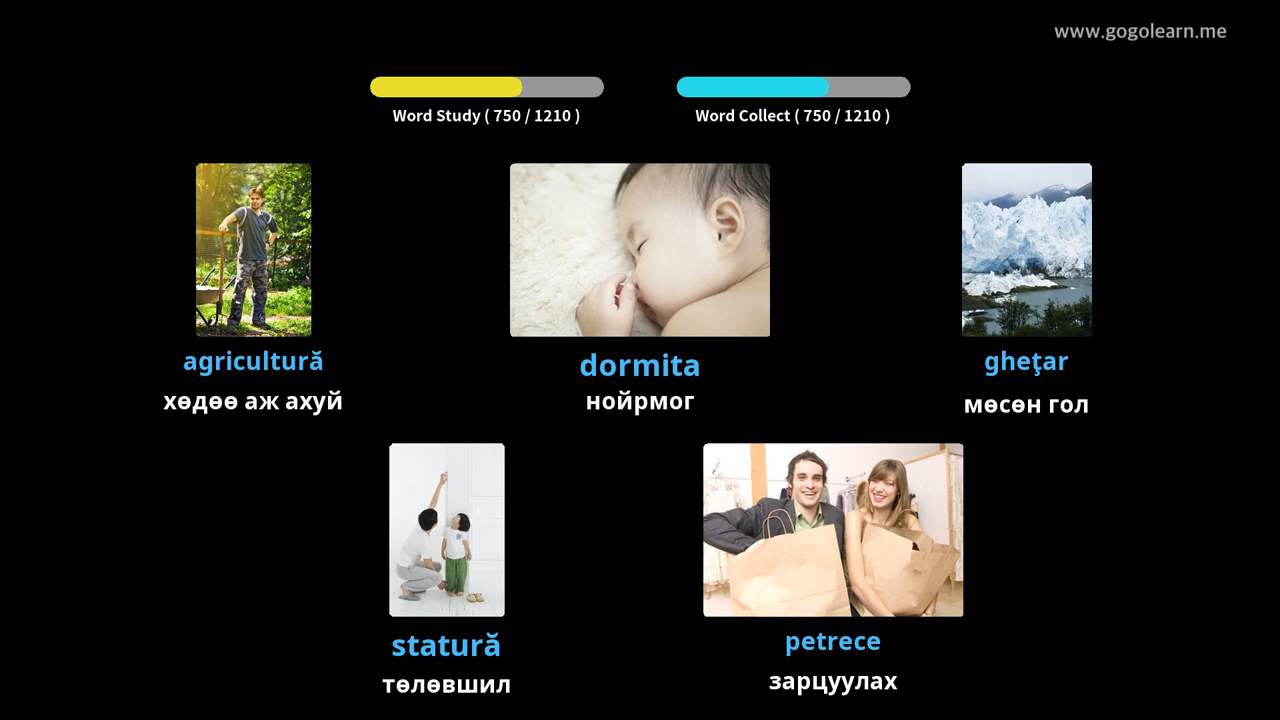 www.gogolearn.me
Word Study ( 750 / 1210 )
Word Collect ( 750 / 1210 )
agricultură
хөдөө аж ахуй
dormita
нойрмог
gheţar
мөсөн гол
statură
төлөвшил
petrece
зарцуулах